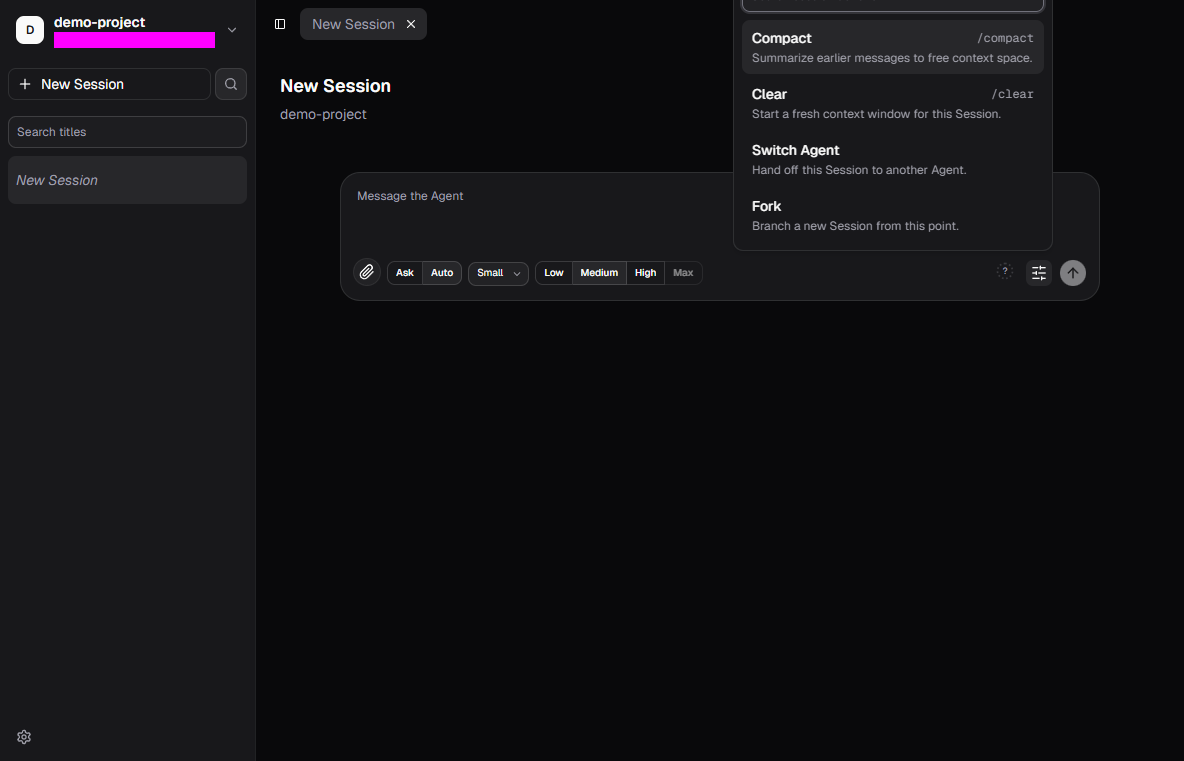 D
demo-project
New Session
Search titles
New Session
New Session
New Session
demo-project
Compact
/compact
Summarize earlier messages to free context space.
Clear
/clear
Start a fresh context window for this Session.
Switch Agent
Hand off this Session to another Agent.
Fork
Branch a new Session from this point.
Message the Agent
Ask
Auto
Small
Low
Medium
High
Max
?